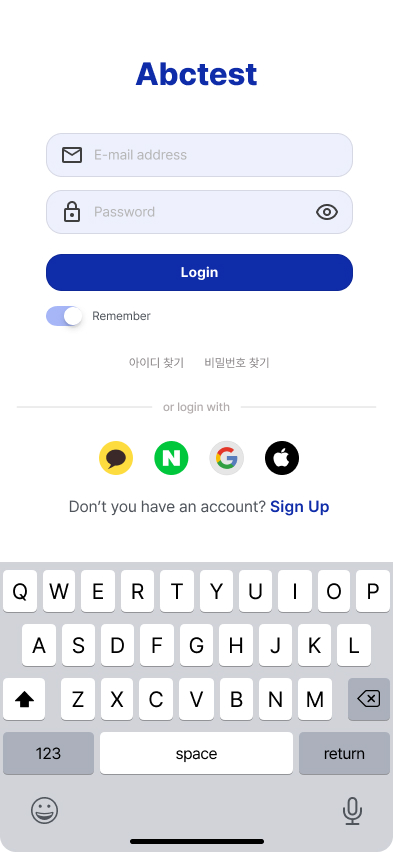 Abctest
E-mail address
Password
Login
Remember
아이디 찾기 비밀번호 찾기
or login with
N G
Don’t you have an account? Sign Up
Q W E R T Y U I O P
A S D F G H J K L
Z X C V B N M
123 space return